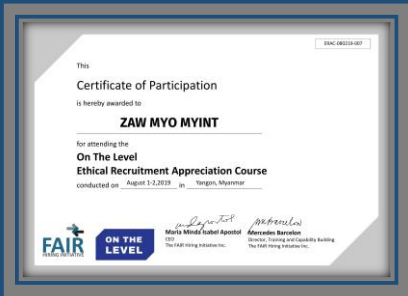 ERAC-080219-007
This
Certificate of Participation
is hereby awarded to
ZAW MYO MYINT
for attending the
On The Level
Ethical Recruitment Appreciation Course
conducted on August 1-2,2019 in Yangon, Myanmar
Maria Minda Isabel Apostol
CEO
The FAIR Hiring Initiative Inc.
Mercedes Barcelon
Director, Training and Capability Building
The FAIR Hiring Initiative Inc.
FAIR
HIRING INITIATIVE
ON THE
LEVEL